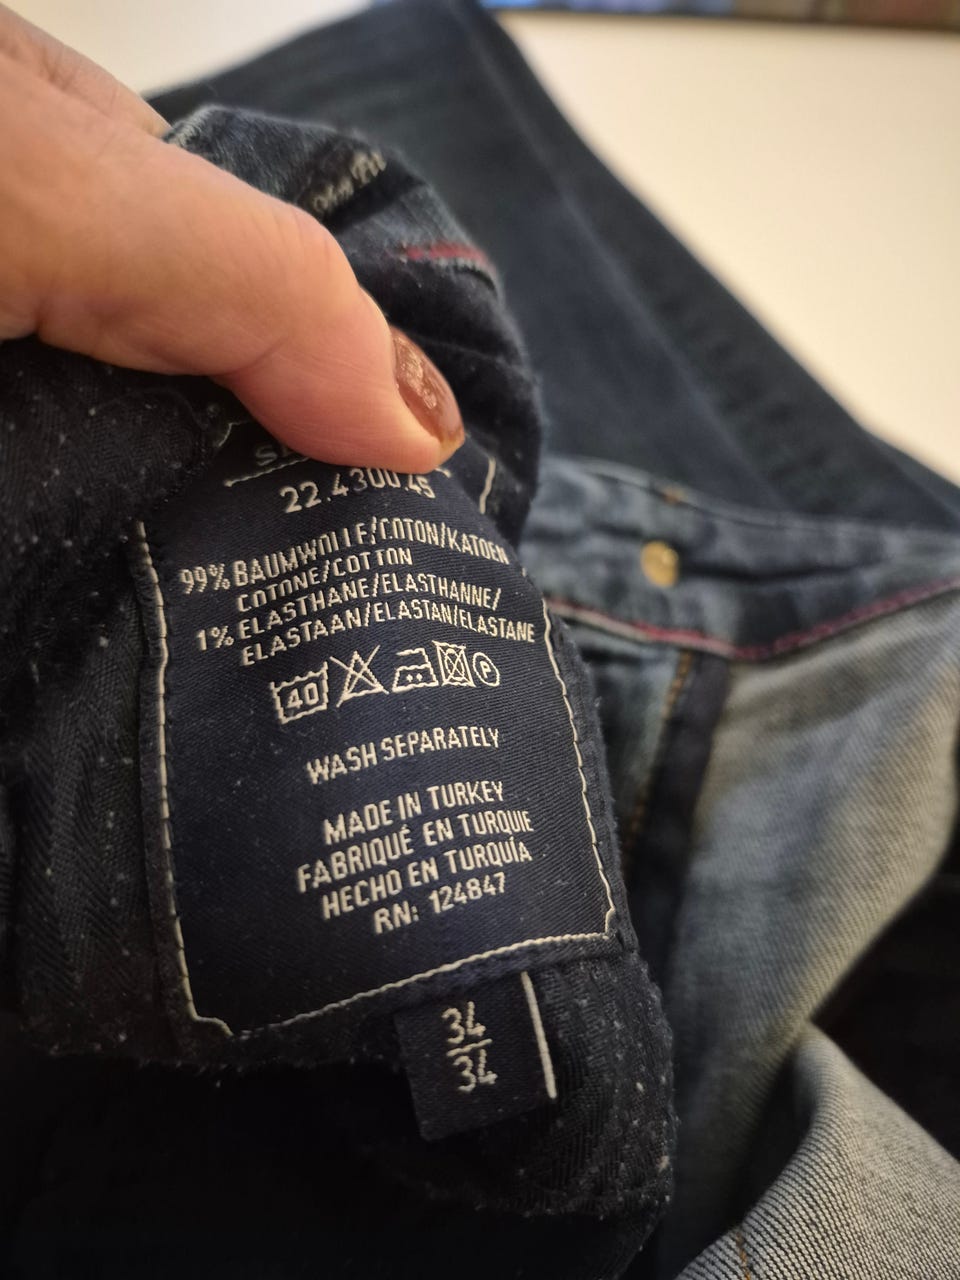 22.4300.45
99% BAUMWOLLE/COTON/KATOEN
COTONE/COTTON
1% ELASTHANE/ELASTHANNE/
ELASTAAN/ELASTAN/ELASTANE
40 P
WASH SEPARATELY
MADE IN TURKEY
FABRIQUÉ EN TURQUIE
HECHO EN TURQUÍA
RN: 124847
34
34